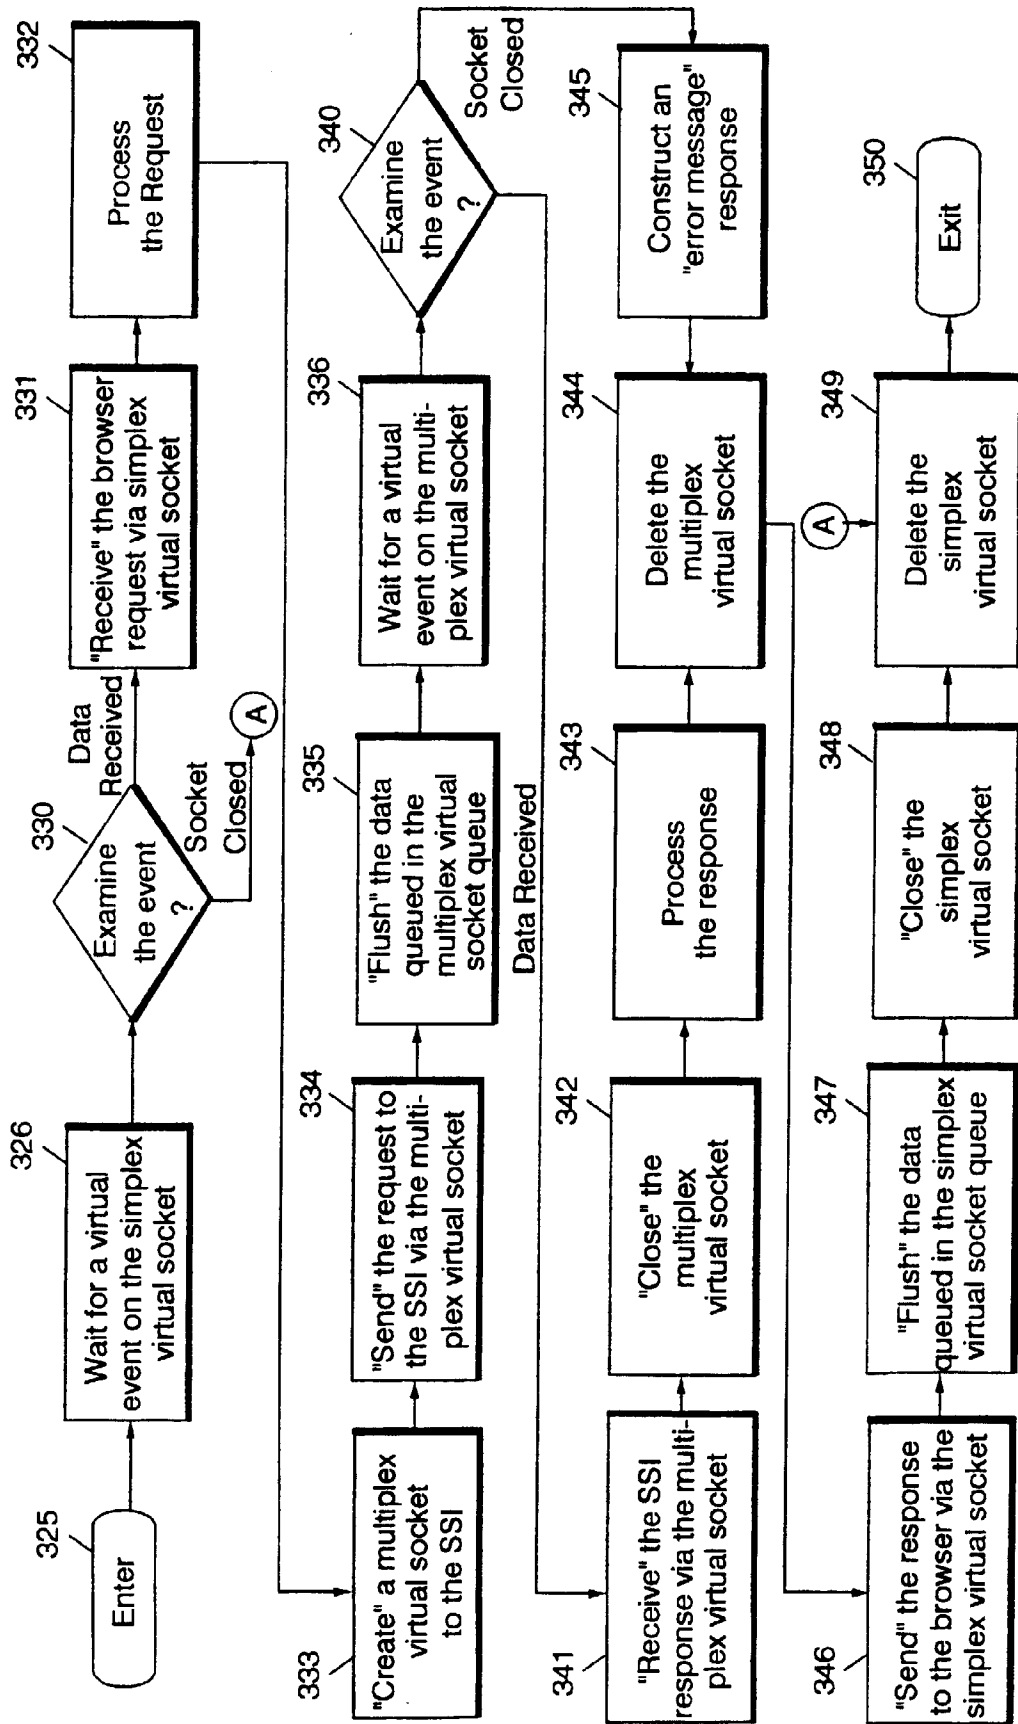 325
Enter
326
Wait for a virtual
event on the simplex
virtual socket
330
Examine
the event
?
Data
Received
Socket
Closed
A
331
"Receive" the browser
request via simplex
virtual socket
332
Process
the Request
333
"Create" a multiplex
virtual socket
to the SSI
334
"Send" the request to
the SSI via the multi-
plex virtual socket
335
"Flush" the data
queued in the
multiplex virtual
socket queue
336
Wait for a virtual
event on the multi-
plex virtual socket
340
Examine
the event
?
Socket
Closed
Data Received
341
"Receive" the SSI
response via the multi-
plex virtual socket
342
"Close" the
multiplex
virtual socket
343
Process
the response
344
Delete the
multiplex
virtual socket
345
Construct an
"error message"
response
346
"Send" the response
to the browser via the
simplex virtual socket
347
"Flush" the data
queued in the simplex
virtual socket queue
348
"Close" the
simplex
virtual socket
A
349
Delete the
simplex
virtual socket
350
Exit